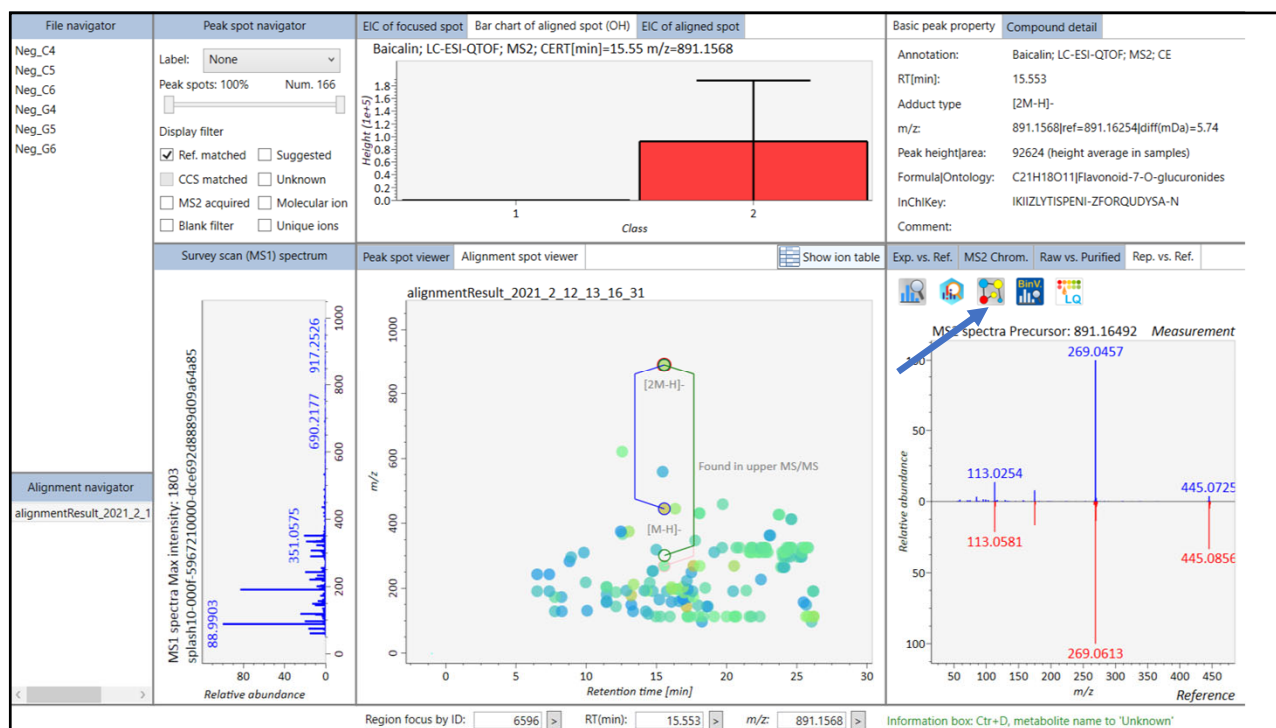 File navigator
Neg_C4
Neg_C5
Neg_C6
Neg_G4
Neg_G5
Neg_G6
Alignment navigator
alignmentResult_2021_2_1
Peak spot navigator
Label: None
Peak spots: 100% Num. 166
Display filter
Ref. matched Suggested
CCS matched Unknown
MS2 acquired Molecular ion
Blank filter Unique ions
Survey scan (MS1) spectrum
MS1 spectra Max intensity: 1803
splash10-000f-5967210000-dce692d8889d09a64a85
917.2526
690.2177
351.0575
88.9903
1000
800
600
400
200
0
80 40 0
Relative abundance
EIC of focused spot Bar chart of aligned spot (OH) EIC of aligned spot
Baicalin; LC-ESI-QTOF; MS2; CERT[min]=15.55 m/z=891.1568
Height (1e+5)
1.8
1.6
1.4
1.2
1.0
0.8
0.6
0.4
0.2
0.0
1 2
Class
Peak spot viewer Alignment spot viewer Show ion table
alignmentResult_2021_2_12_13_16_31
m/z
1000
800
600
400
200
0
[2M-H]-
Found in upper MS/MS
[M-H]-
0 5 10 15 20 25 30
Retention time [min]
Basic peak property Compound detail
Annotation: Baicalin; LC-ESI-QTOF; MS2; CE
RT[min]: 15.553
Adduct type [2M-H]-
m/z: 891.1568|ref=891.16254|diff(mDa)=5.74
Peak height|area: 92624 (height average in samples)
Formula|Ontology: C21H18O11|Flavonoid-7-O-glucuronides
InChIKey: IKIIZLYTISPENI-ZFORQUDYSA-N
Comment:
Exp. vs. Ref. MS2 Chrom. Raw vs. Purified Rep. vs. Ref.
BinV.
LQ
MS2 spectra Precursor: 891.16492 Measurement
269.0457
113.0254
445.0725
113.0581
445.0856
269.0613
Relative abundance
100
50
0
50
100
50 100 150 200 250 300 350 400 450
m/z
Reference
Region focus by ID: 6596 > RT(min): 15.553 > m/z: 891.1568 > Information box: Ctr+D, metabolite name to 'Unknown'